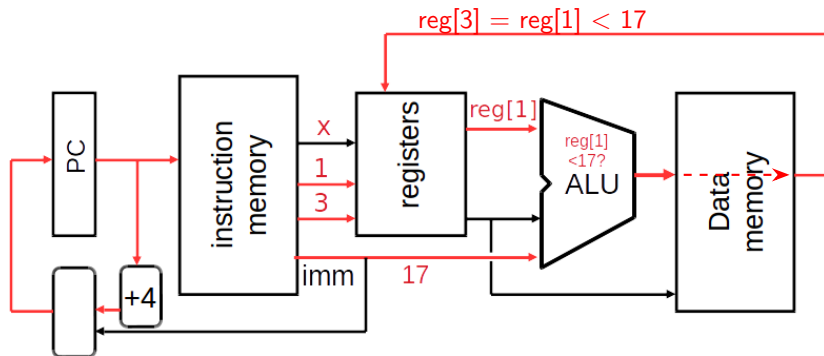 reg[3] = reg[1] < 17
PC
instruction
memory
x
1
3
imm
17
registers
reg[1]
reg[1]
<17?
ALU
Data
memory
+4